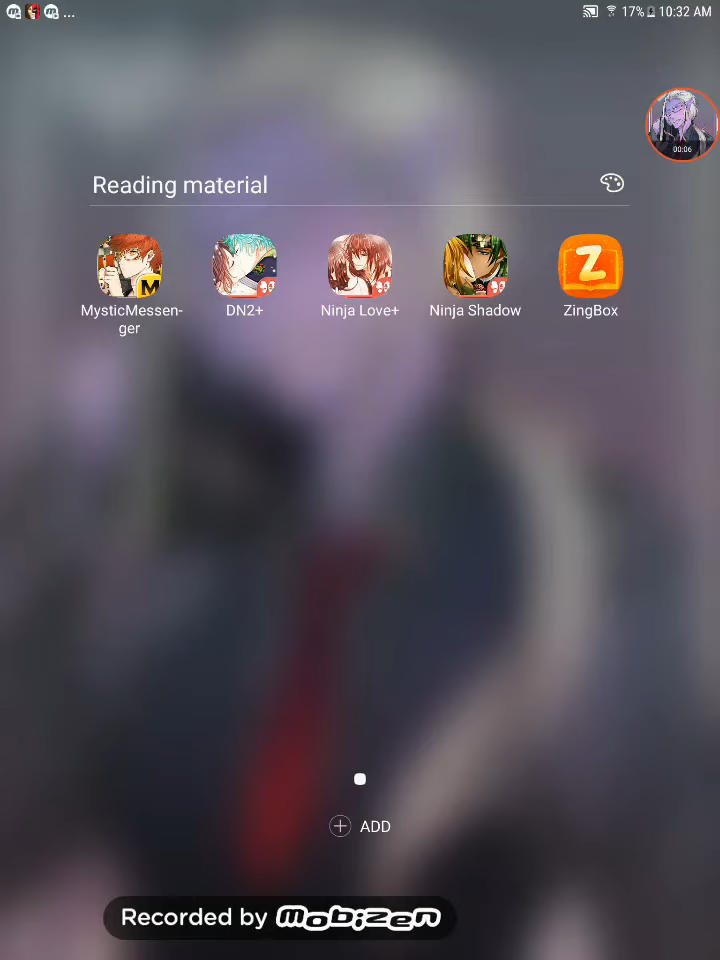 ... 17% 10:32 AM
00:06
Reading material
MysticMessen-
ger
DN2+
Ninja Love+
Ninja Shadow
ZingBox
M
Z
ADD
Recorded by mobizen